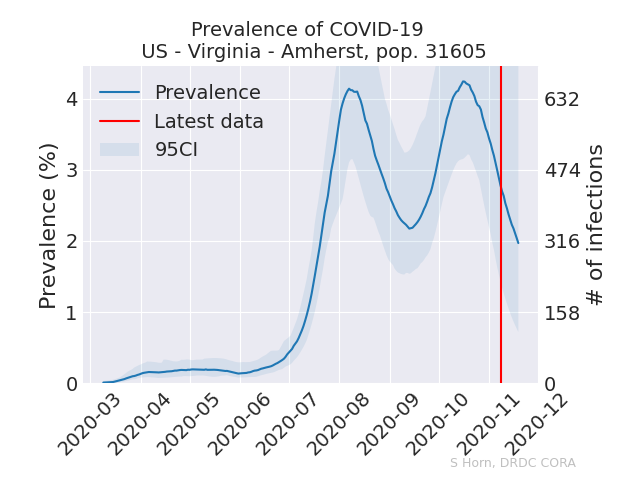 Prevalence of COVID-19
US - Virginia - Amherst, pop. 31605
Prevalence
Latest data
95CI
Prevalence (%)
4
3
2
1
0
632
474
316
158
0
# of infections
2020-03
2020-04
2020-05
2020-06
2020-07
2020-08
2020-09
2020-10
2020-11
2020-12
S Horn, DRDC CORA